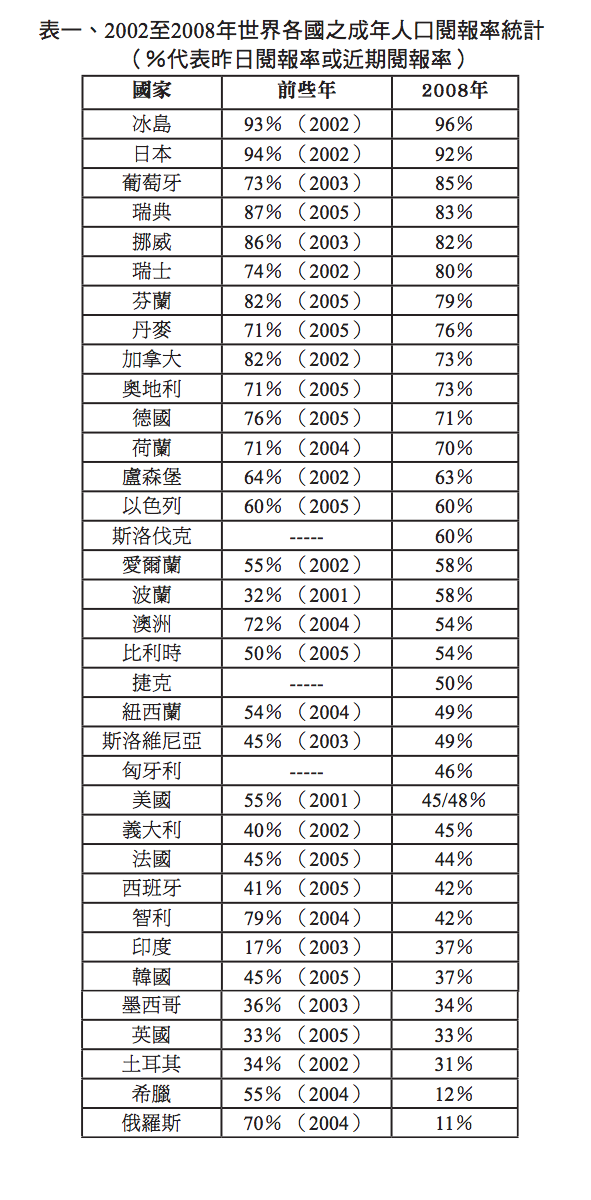 表一、2002至2008年世界各國之成年人口閱報率統計
（%代表昨日閱報率或近期閱報率）
國家 前些年 2008年
冰島 93%（2002） 96%
日本 94%（2002） 92%
葡萄牙 73%（2003） 85%
瑞典 87%（2005） 83%
挪威 86%（2003） 82%
瑞士 74%（2002） 80%
芬蘭 82%（2005） 79%
丹麥 71%（2005） 76%
加拿大 82%（2002） 73%
奧地利 71%（2005） 73%
德國 76%（2005） 71%
荷蘭 71%（2004） 70%
盧森堡 64%（2002） 63%
以色列 60%（2005） 60%
斯洛伐克 ----- 60%
愛爾蘭 55%（2002） 58%
波蘭 32%（2001） 58%
澳洲 72%（2004） 54%
比利時 50%（2005） 54%
捷克 ----- 50%
紐西蘭 54%（2004） 49%
斯洛維尼亞 45%（2003） 49%
匈牙利 ----- 46%
美國 55%（2001） 45/48%
義大利 40%（2002） 45%
法國 45%（2005） 44%
西班牙 41%（2005） 42%
智利 79%（2004） 42%
印度 17%（2003） 37%
韓國 45%（2005） 37%
墨西哥 36%（2003） 34%
英國 33%（2005） 33%
土耳其 34%（2002） 31%
希臘 55%（2004） 12%
俄羅斯 70%（2004） 11%